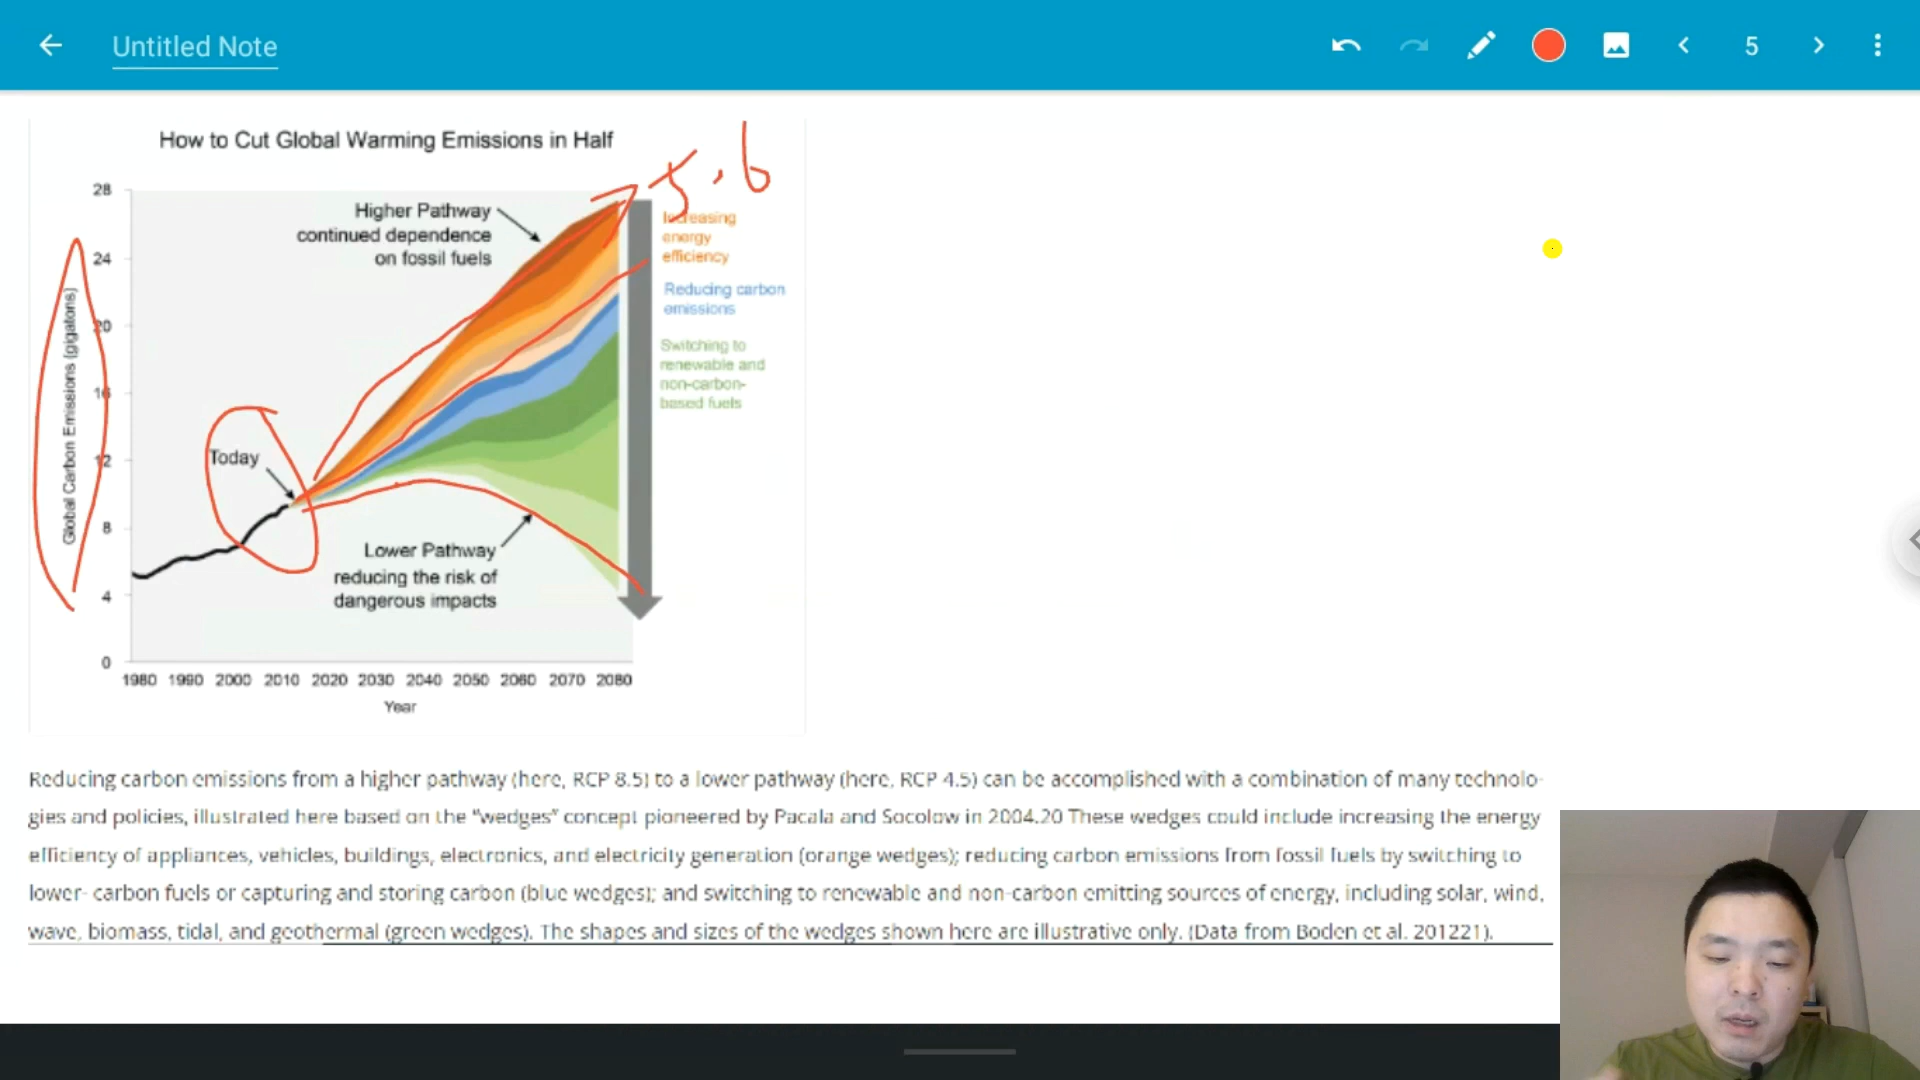 Untitled Note
5
How to Cut Global Warming Emissions in Half
5.6
28
24
20
16
12
8
4
0
Global Carbon Emissions (gigatons)
Higher Pathway
continued dependence
on fossil fuels
Increasing
energy
efficiency
Reducing carbon
emissions
Switching to
renewable and
non-carbon-
based fuels
Today
Lower Pathway
reducing the risk of
dangerous impacts
1980 1990 2000 2010 2020 2030 2040 2050 2060 2070 2080
Year
Reducing carbon emissions from a higher pathway (here, RCP 8.5) to a lower pathway (here, RCP 4.5) can be accomplished with a combination of many technolo-
gies and policies, illustrated here based on the "wedges" concept pioneered by Pacala and Socolow in 2004.20 These wedges could include increasing the energy
efficiency of appliances, vehicles, buildings, electronics, and electricity generation (orange wedges); reducing carbon emissions from fossil fuels by switching to
lower- carbon fuels or capturing and storing carbon (blue wedges); and switching to renewable and non-carbon emitting sources of energy, including solar, wind,
wave, biomass, tidal, and geothermal (green wedges). The shapes and sizes of the wedges shown here are illustrative only. (Data from Boden et al. 201221).